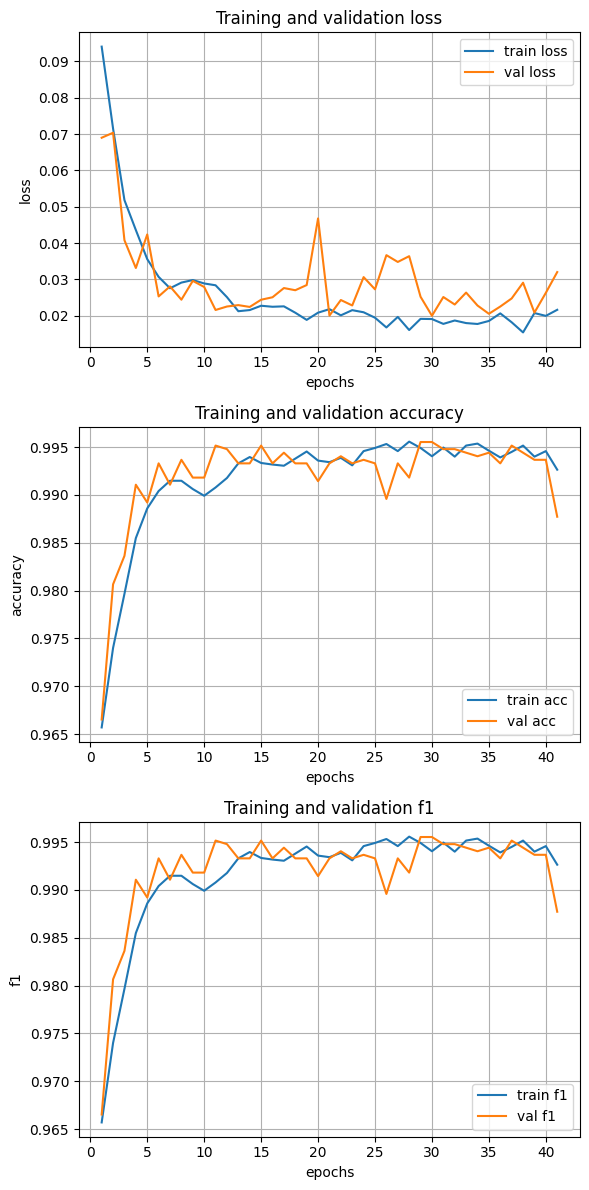 Training and validation loss
0.09
0.08
0.07
0.06
0.05
0.04
0.03
0.02
loss
train loss
val loss
0 5 10 15 20 25 30 35 40
epochs
Training and validation accuracy
0.995
0.990
0.985
0.980
0.975
0.970
0.965
accuracy
train acc
val acc
0 5 10 15 20 25 30 35 40
epochs
Training and validation f1
0.995
0.990
0.985
0.980
0.975
0.970
0.965
f1
train f1
val f1
0 5 10 15 20 25 30 35 40
epochs